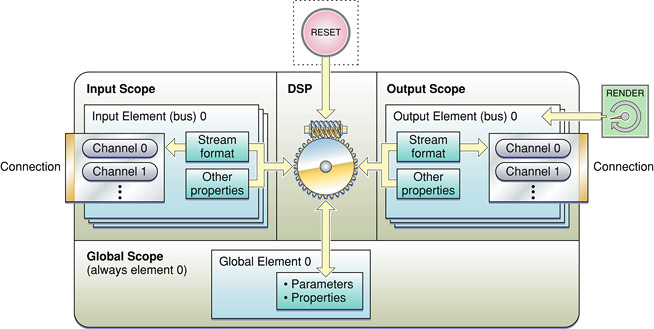 RESET
Input Scope
DSP
Output Scope
RENDER
Input Element (bus) 0
Output Element (bus) 0
Connection
Channel 0
Channel 1
Stream
format
Other
properties
Stream
format
Other
properties
Channel 0
Channel 1
Connection
Global Scope
(always element 0)
Global Element 0
• Parameters
• Properties